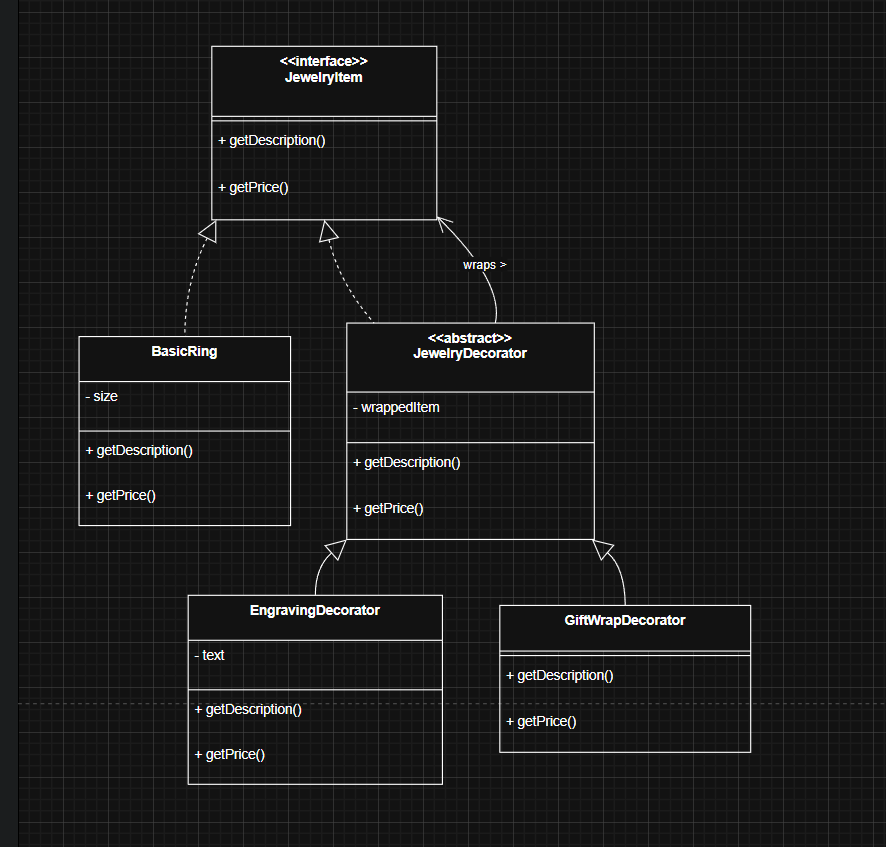 <<interface>>
JewelryItem
+ getDescription()
+ getPrice()
wraps >
BasicRing
- size
+ getDescription()
+ getPrice()
<<abstract>>
JewelryDecorator
- wrappedItem
+ getDescription()
+ getPrice()
EngravingDecorator
- text
+ getDescription()
+ getPrice()
GiftWrapDecorator
+ getDescription()
+ getPrice()